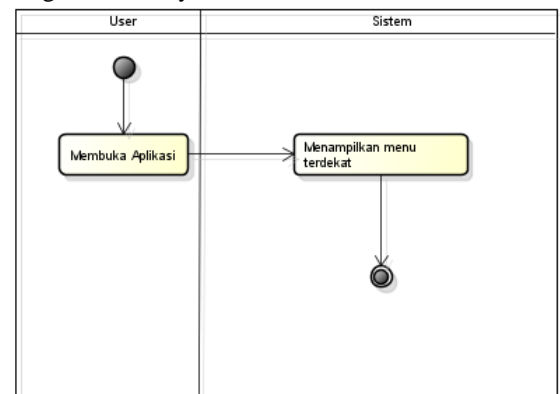 User
Sistem
Membuka Aplikasi
Menampilkan menu
terdekat